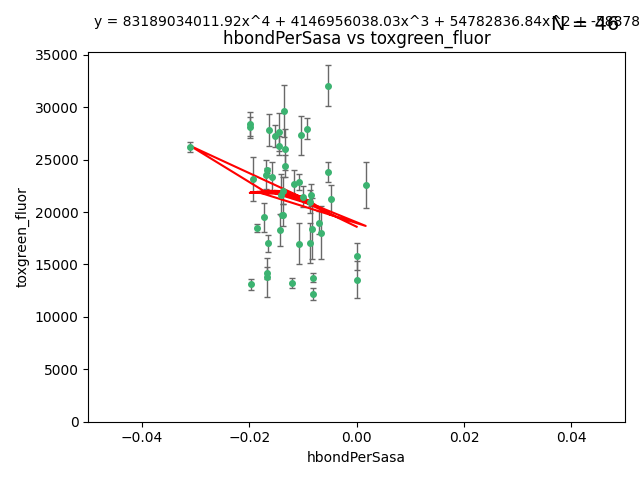 y = 83189034011.92x^4 + 4146956038.03x^3 + 54782836.84x^2 +
N = 46
hbondPerSasa vs toxgreen_fluor
toxgreen_fluor
35000
30000
25000
20000
15000
10000
5000
0
−0.04 −0.02 0.00 0.02 0.04
hbondPerSasa